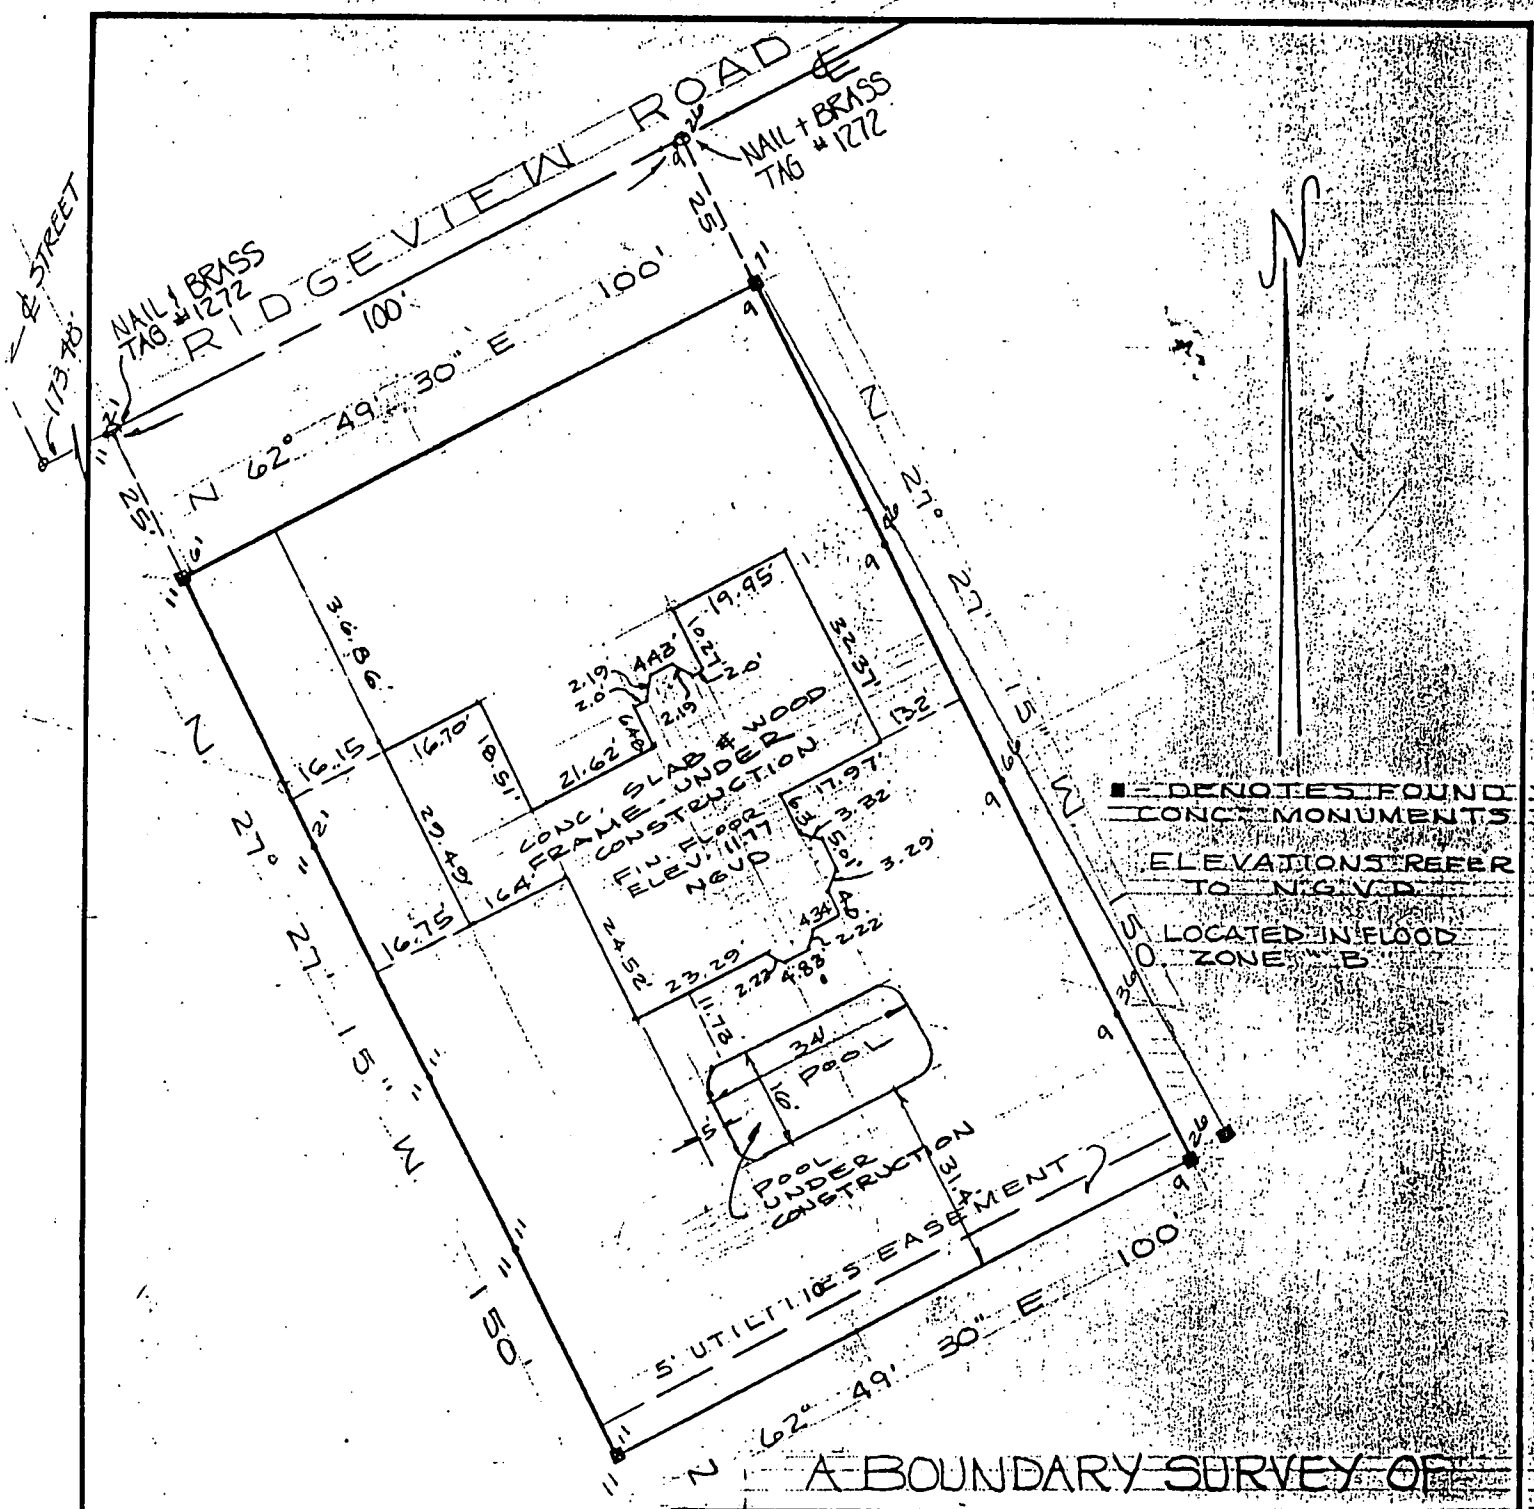 RIDGEVIEW ROAD ℄
NAIL + BRASS
TAG # 1272
℄ STREET
173.48'
NAIL & BRASS
TAG #1272
100'
25'
25'
N 62° 49' 30" E 100'
N 27° 27' 15" W 150
36.86'
16.15
16.70'
18.51'
29.49'
16.75'
16.4'
21.62'
6.48
2.0'
2.19
4.43'
2.19
2.0'
10.27
19.95'
32.37'
CONC. SLAB & WOOD
FRAME UNDER
CONSTRUCTION
FIN. FLOOR
ELEV. 11.77
NGVD
17.97'
3.32'
5.01'
3.29'
4.34
2.22
4.83'
2.22
23.29'
24.52'
11.73
34'
16'
POOL
5'
POOL
UNDER
CONSTRUCTION
31.4'
5' UTILITIES EASEMENT
N 27° 27' 15" W 150
N 62° 49' 30" E 100'
N
■ - DENOTES FOUND
CONC. MONUMENTS
ELEVATIONS REFER
TO N.G.V.D.
LOCATED IN FLOOD
ZONE "B"
A BOUNDARY SURVEY OF